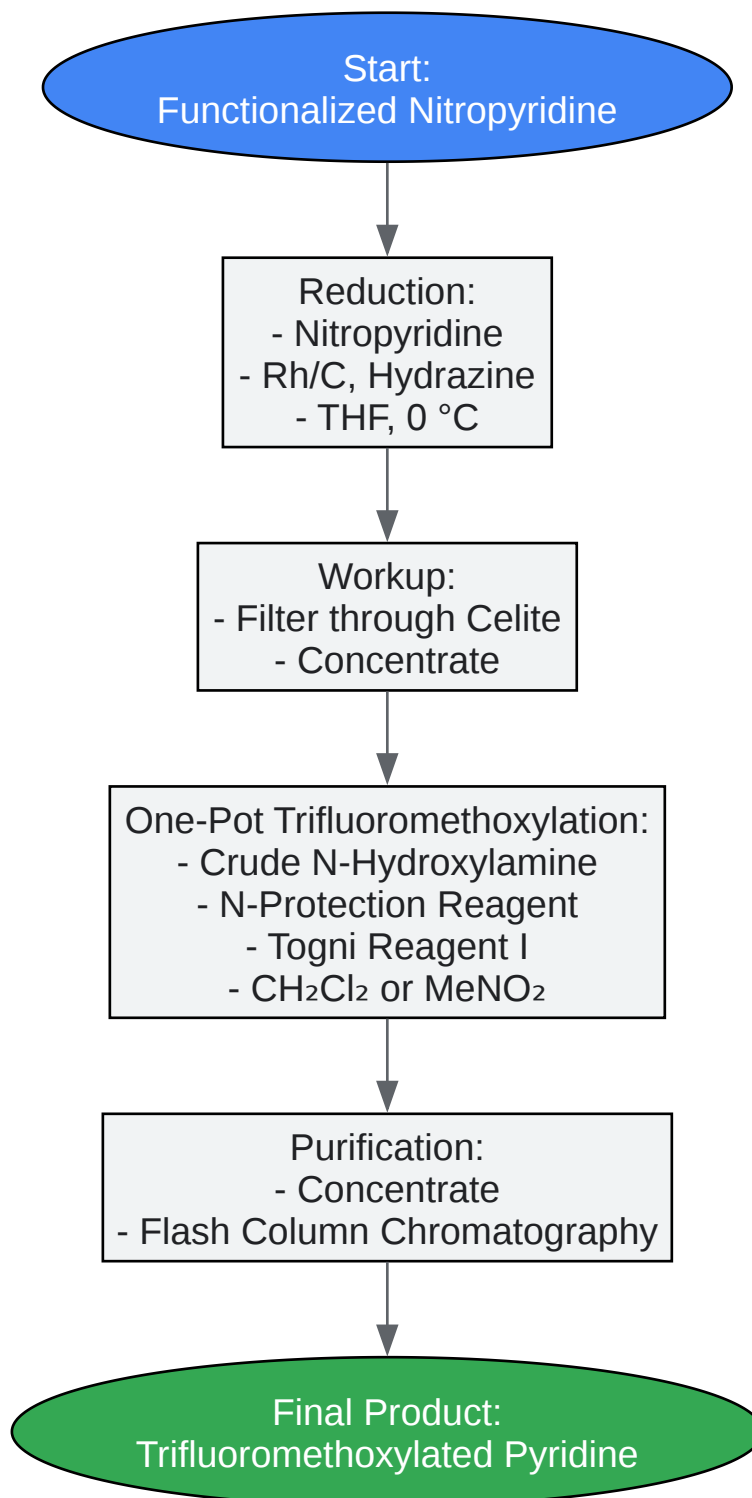 Start:
Functionalized Nitropyridine
Reduction:
- Nitropyridine
- Rh/C, Hydrazine
- THF, 0 °C
Workup:
- Filter through Celite
- Concentrate
One-Pot Trifluoromethoxylation:
- Crude N-Hydroxylamine
- N-Protection Reagent
- Togni Reagent I
- CH₂Cl₂ or MeNO₂
Purification:
- Concentrate
- Flash Column Chromatography
Final Product:
Trifluoromethoxylated Pyridine